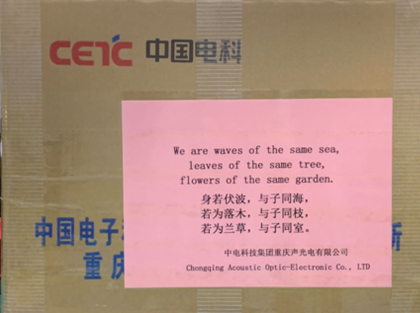 CETC 中国电科
We are waves of the same sea,
leaves of the same tree,
flowers of the same garden.
身若伏波，与子同海，
若为落木，与子同枝，
若为兰草，与子同室。
中电科技集团重庆声光电有限公司
Chongqing Acoustic Optic-Electronic Co., LTD
中国电子
重庆